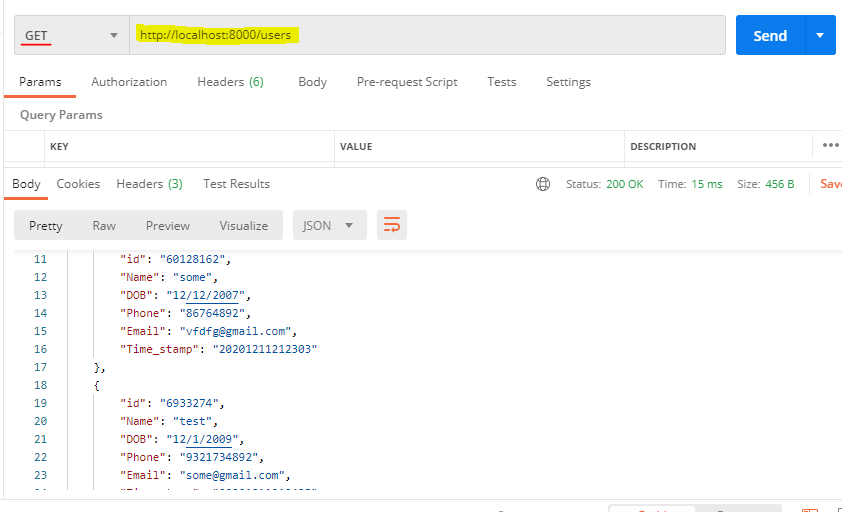 GET http://localhost:8000/users Send
Params Authorization Headers (6) Body Pre-request Script Tests Settings
Query Params
KEY VALUE DESCRIPTION •••
Body Cookies Headers (3) Test Results Status: 200 OK Time: 15 ms Size: 456 B Save
Pretty Raw Preview Visualize JSON
11 "id": "60128162",
12 "Name": "some",
13 "DOB": "12/12/2007",
14 "Phone": "86764892",
15 "Email": "vfdfg@gmail.com",
16 "Time_stamp": "20201211212303"
17 },
18 {
19 "id": "6933274",
20 "Name": "test",
21 "DOB": "12/1/2009",
22 "Phone": "9321734892",
23 "Email": "some@gmail.com",